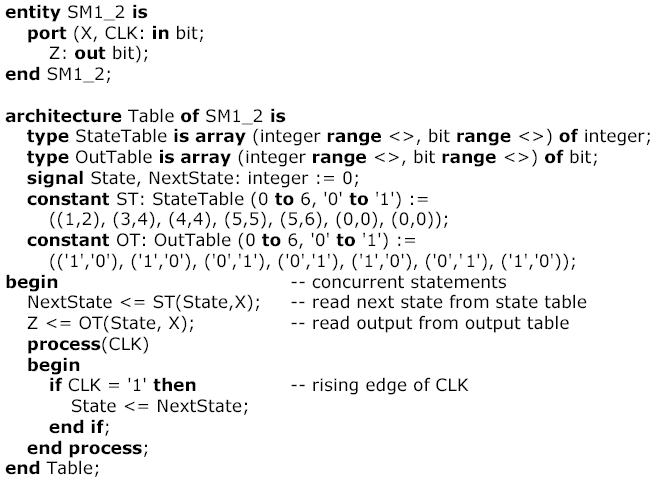 entity SM1_2 is
port (X, CLK: in bit;
Z: out bit);
end SM1_2;
architecture Table of SM1_2 is
type StateTable is array (integer range <>, bit range <>) of integer;
type OutTable is array (integer range <>, bit range <>) of bit;
signal State, NextState: integer := 0;
constant ST: StateTable (0 to 6, '0' to '1') :=
((1,2), (3,4), (4,4), (5,5), (5,6), (0,0), (0,0));
constant OT: OutTable (0 to 6, '0' to '1') :=
(('1','0'), ('1','0'), ('0','1'), ('0','1'), ('1','0'), ('0','1'), ('1','0'));
begin -- concurrent statements
NextState <= ST(State,X); -- read next state from state table
Z <= OT(State, X); -- read output from output table
process(CLK)
begin
if CLK = '1' then -- rising edge of CLK
State <= NextState;
end if;
end process;
end Table;